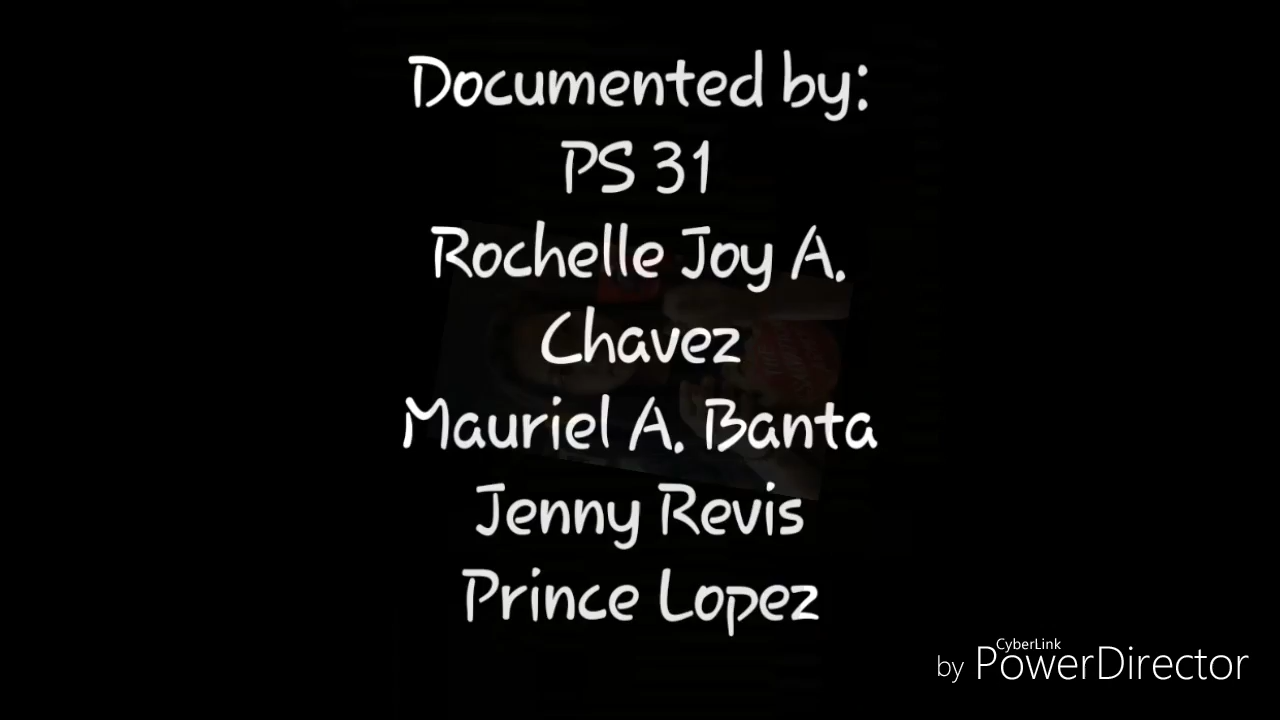 Documented by:
PS 31
Rochelle Joy A.
Chavez
Mauriel A. Banta
Jenny Revis
Prince Lopez
CyberLink
by PowerDirector